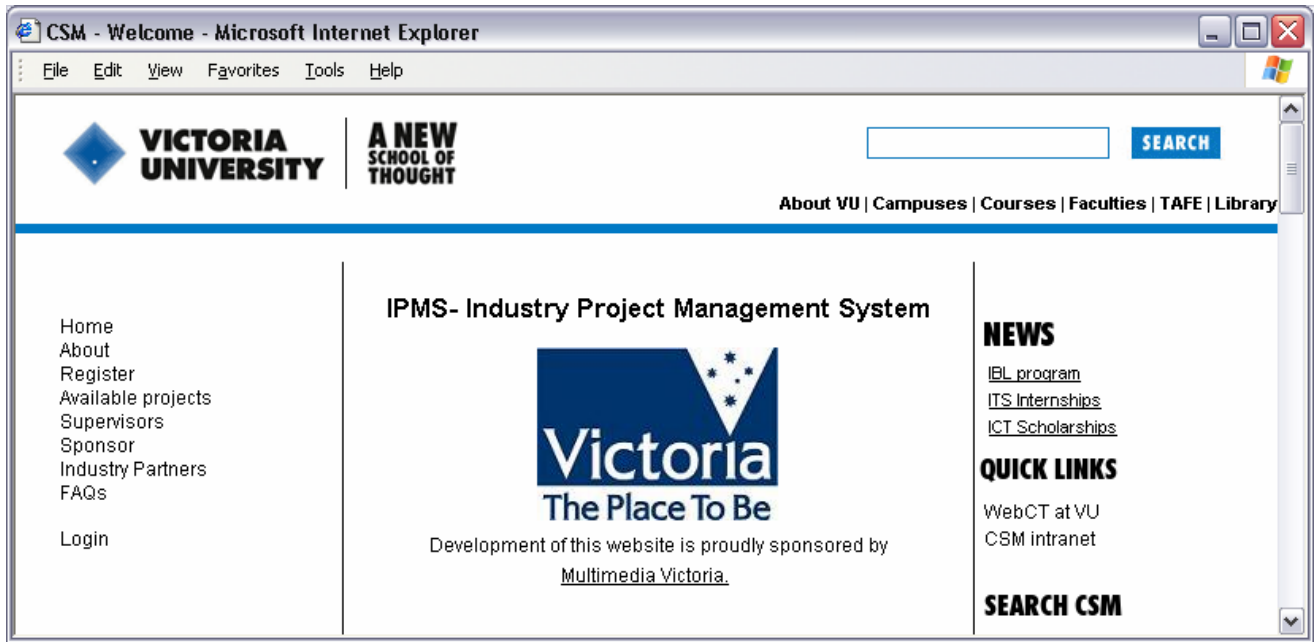 CSM - Welcome - Microsoft Internet Explorer
File Edit View Favorites Tools Help
VICTORIA
UNIVERSITY
A NEW
SCHOOL OF
THOUGHT
SEARCH
About VU | Campuses | Courses | Faculties | TAFE | Library
Home
About
Register
Available projects
Supervisors
Sponsor
Industry Partners
FAQs
Login
IPMS- Industry Project Management System
Victoria
The Place To Be
Development of this website is proudly sponsored by
Multimedia Victoria.
NEWS
IBL program
ITS Internships
ICT Scholarships
QUICK LINKS
WebCT at VU
CSM intranet
SEARCH CSM